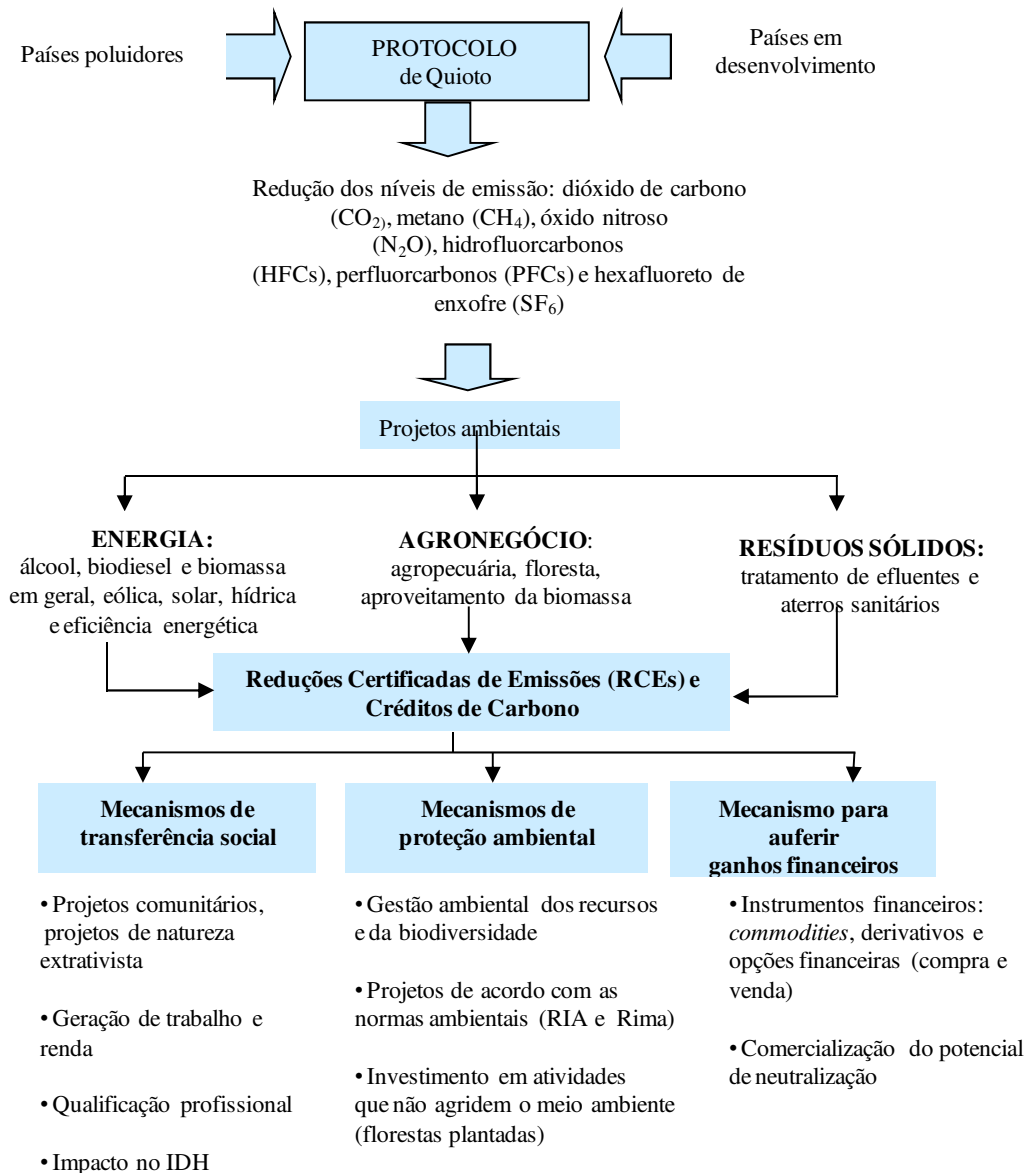 Países poluidores
PROTOCOLO
de Quioto
Países em
desenvolvimento
Redução dos níveis de emissão: dióxido de carbono
(CO₂), metano (CH₄), óxido nitroso
(N₂O), hidrofluorcarbonos
(HFCs), perfluorcarbonos (PFCs) e hexafluoreto de
enxofre (SF₆)
Projetos ambientais
ENERGIA:
álcool, biodiesel e biomassa
em geral, eólica, solar, hídrica
e eficiência energética
AGRONEGÓCIO:
agropecuária, floresta,
aproveitamento da biomassa
RESÍDUOS SÓLIDOS:
tratamento de efluentes e
aterros sanitários
Reduções Certificadas de Emissões (RCEs) e
Créditos de Carbono
Mecanismos de
transferência social
• Projetos comunitários,
projetos de natureza
extrativista
• Geração de trabalho e
renda
• Qualificação profissional
• Impacto no IDH
Mecanismos de
proteção ambiental
• Gestão ambiental dos recursos
e da biodiversidade
• Projetos de acordo com as
normas ambientais (RIA e Rima)
• Investimento em atividades
que não agridem o meio ambiente
(florestas plantadas)
Mecanismo para
auferir
ganhos financeiros
• Instrumentos financeiros:
commodities, derivativos e
opções financeiras (compra e
venda)
• Comercialização do potencial
de neutralização